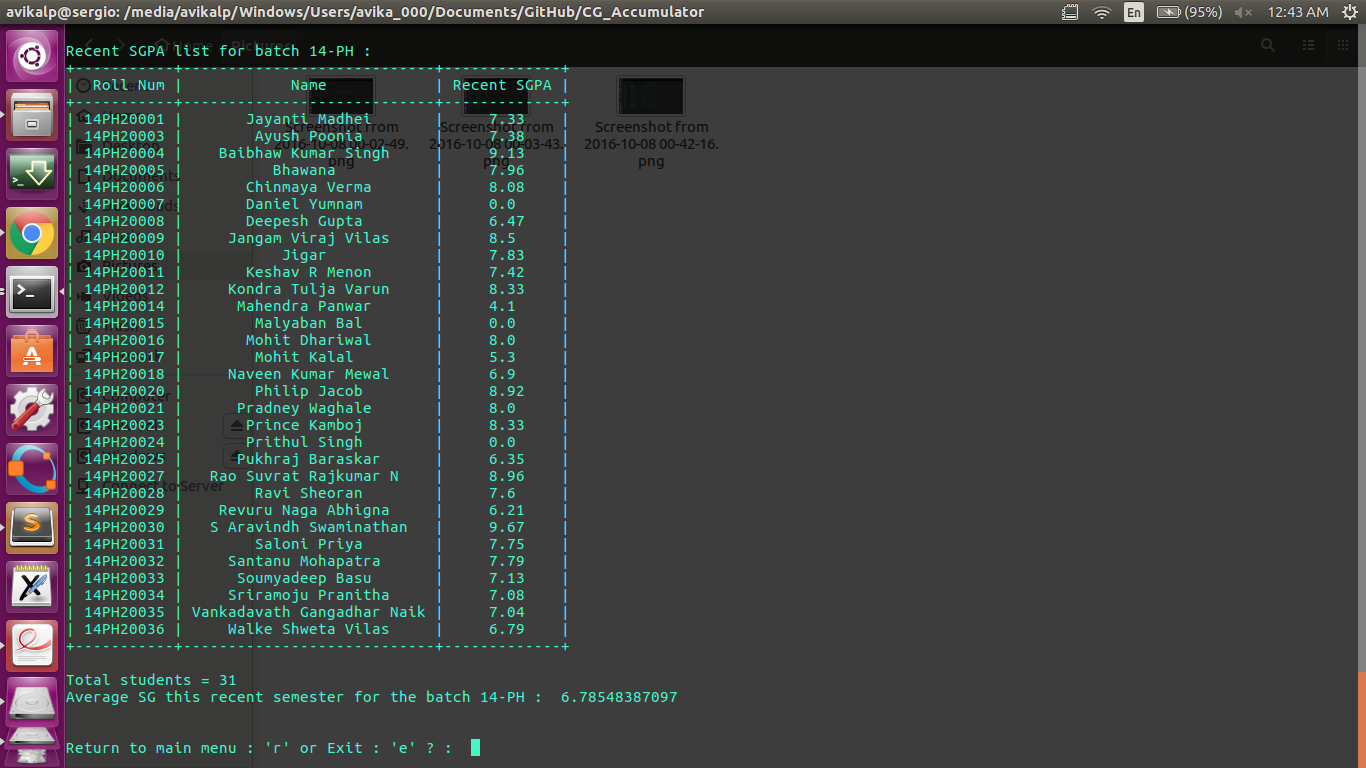 avikalp@sergio: /media/avikalp/Windows/Users/avika_000/Documents/GitHub/CG_Accumulator
En (95%) 12:43 AM
Recent SGPA list for batch 14-PH :
+-----------+----------------------------+-------------+
| Roll Num | Name | Recent SGPA |
+-----------+----------------------------+-------------+
| 14PH20001 | Jayanti Madhei | 7.33 |
| 14PH20003 | Ayush Poonia | 7.38 |
| 14PH20004 | Baibhaw Kumar Singh | 9.13 |
| 14PH20005 | Bhawana | 7.96 |
| 14PH20006 | Chinmaya Verma | 8.08 |
| 14PH20007 | Daniel Yumnam | 0.0 |
| 14PH20008 | Deepesh Gupta | 6.47 |
| 14PH20009 | Jangam Viraj Vilas | 8.5 |
| 14PH20010 | Jigar | 7.83 |
| 14PH20011 | Keshav R Menon | 7.42 |
| 14PH20012 | Kondra Tulja Varun | 8.33 |
| 14PH20014 | Mahendra Panwar | 4.1 |
| 14PH20015 | Malyaban Bal | 0.0 |
| 14PH20016 | Mohit Dhariwal | 8.0 |
| 14PH20017 | Mohit Kalal | 5.3 |
| 14PH20018 | Naveen Kumar Mewal | 6.9 |
| 14PH20020 | Philip Jacob | 8.92 |
| 14PH20021 | Pradney Waghale | 8.0 |
| 14PH20023 | Prince Kamboj | 8.33 |
| 14PH20024 | Prithul Singh | 0.0 |
| 14PH20025 | Pukhraj Baraskar | 6.35 |
| 14PH20027 | Rao Suvrat Rajkumar N | 8.96 |
| 14PH20028 | Ravi Sheoran | 7.6 |
| 14PH20029 | Revuru Naga Abhigna | 6.21 |
| 14PH20030 | S Aravindh Swaminathan | 9.67 |
| 14PH20031 | Saloni Priya | 7.75 |
| 14PH20032 | Santanu Mohapatra | 7.79 |
| 14PH20033 | Soumyadeep Basu | 7.13 |
| 14PH20034 | Sriramoju Pranitha | 7.08 |
| 14PH20035 | Vankadavath Gangadhar Naik | 7.04 |
| 14PH20036 | Walke Shweta Vilas | 6.79 |
+-----------+----------------------------+-------------+
Total students = 31
Average SG this recent semester for the batch 14-PH : 6.78548387097
Return to main menu : 'r' or Exit : 'e' ? :
Screenshot from
2016-10-08 00-02-49.
png
Screenshot from
2016-10-08 00-03-43.
png
Screenshot from
2016-10-08 00-42-16.
png
Connect to Server